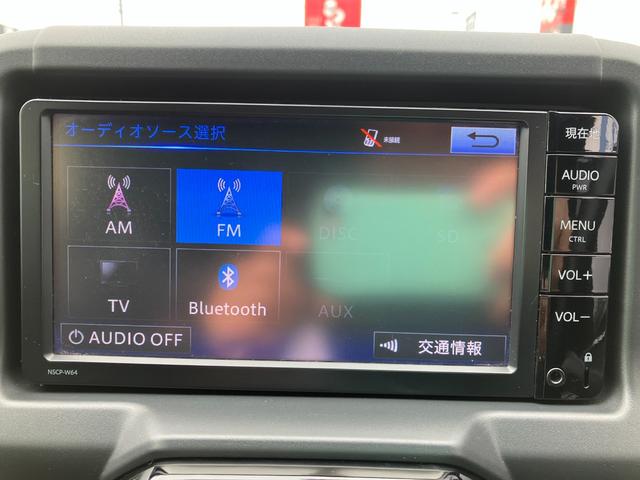 オーディオソース選択
未接続
現在地
AUDIO
PWR
AM
FM
DISC
SD
MENU
CTRL
TV
Bluetooth
AUX
VOL+
AUDIO OFF
交通情報
VOL−
NSCP-W64